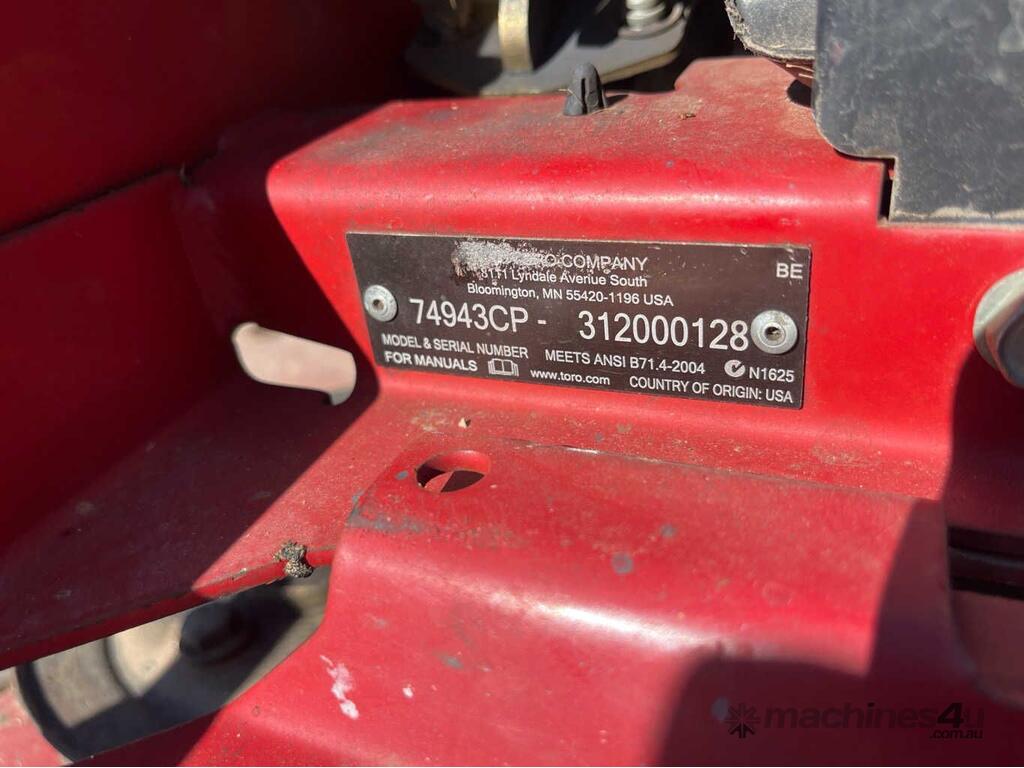 COMPANY
BE
8111 Lyndale Avenue South
Bloomington, MN 55420-1196 USA
74943CP - 312000128
MODEL & SERIAL NUMBER MEETS ANSI B71.4-2004 N1625
FOR MANUALS www.toro.com COUNTRY OF ORIGIN: USA
machines4u
.com.au